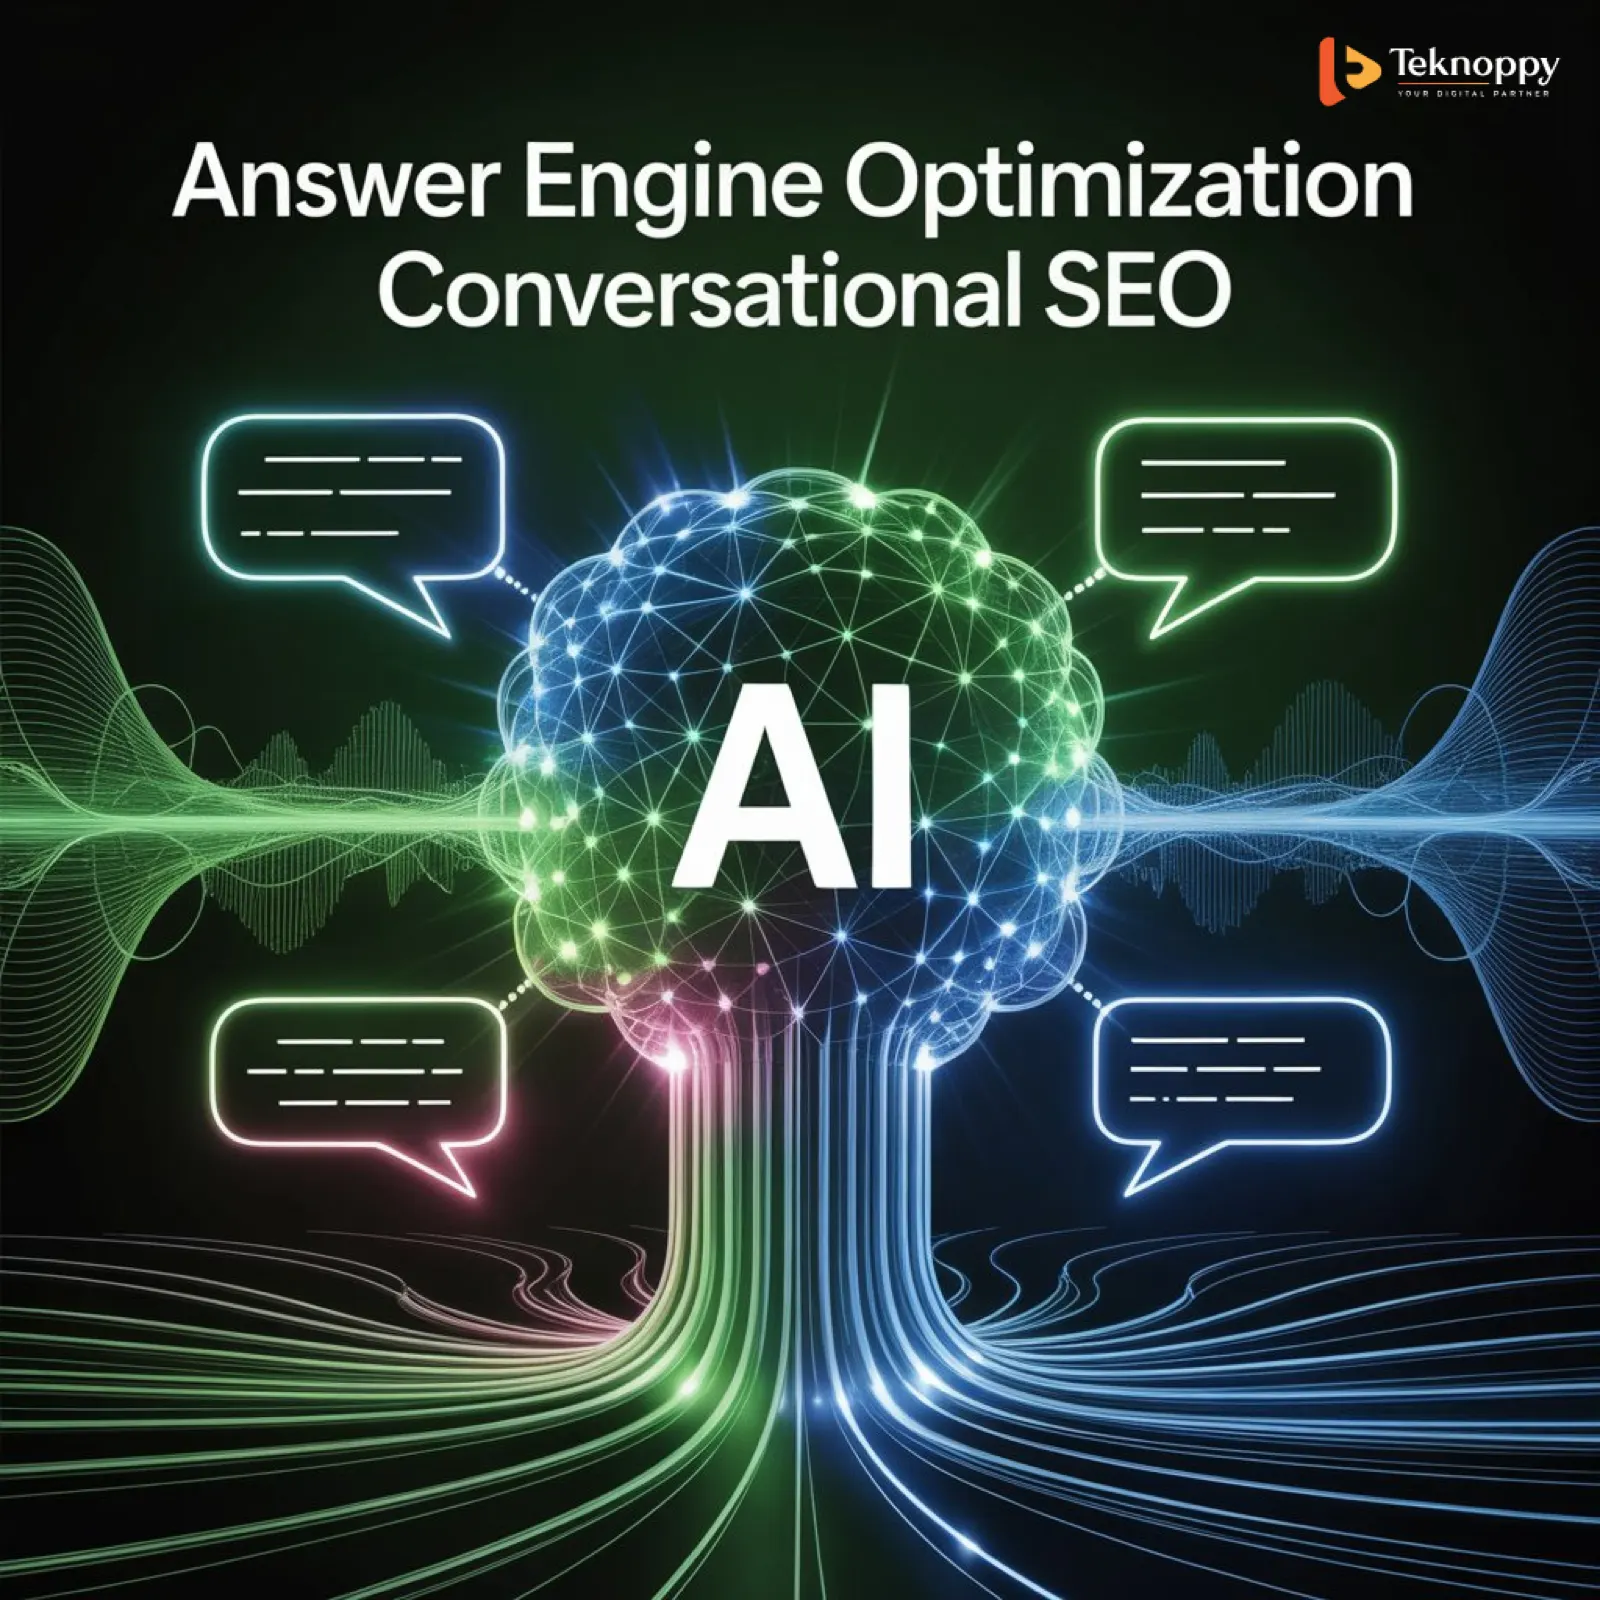 Teknoppy
YOUR DIGITAL PARTNER
Answer Engine Optimization
Conversational SEO
AI